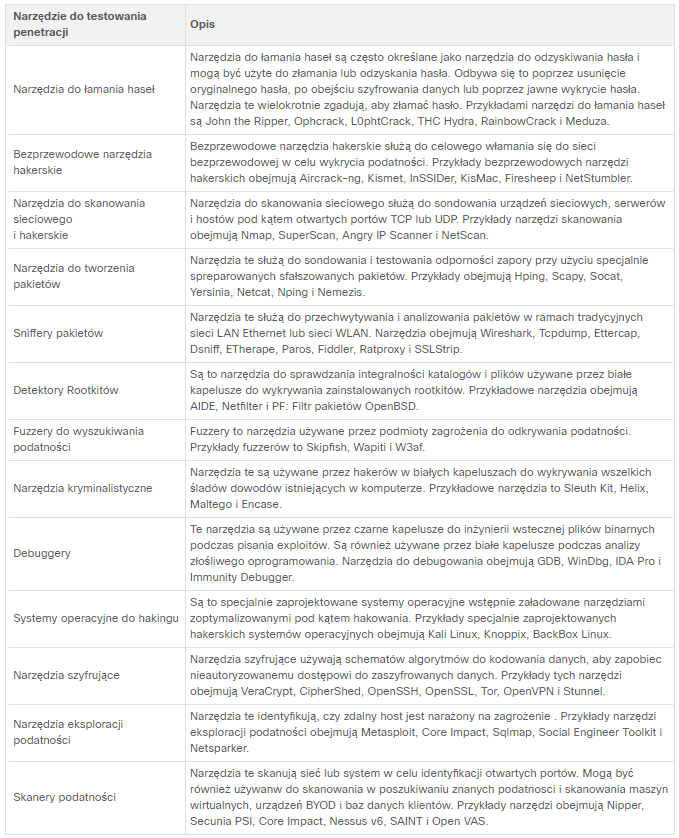 Narzędzie do testowania
penetracji
Opis
Narzędzia do łamania haseł
Narzędzia do łamania haseł są często określane jako narzędzia do odzyskiwania hasła i
mogą być użyte do złamania lub odzyskania hasła. Odbywa się to poprzez usunięcie
oryginalnego hasła, po obejściu szyfrowania danych lub poprzez jawne wykrycie hasła.
Narzędzia te wielokrotnie zgadują, aby złamać hasło. Przykładami narzędzi do łamania haseł
są John the Ripper, Ophcrack, L0phtCrack, THC Hydra, RainbowCrack i Meduza.
Bezprzewodowe narzędzia
hakerskie
Bezprzewodowe narzędzia hakerskie służą do celowego włamania się do sieci
bezprzewodowej w celu wykrycia podatności. Przykłady bezprzewodowych narzędzi
hakerskich obejmują Aircrack-ng, Kismet, InSSIDer, KisMac, Firesheep i NetStumbler.
Narzędzia do skanowania
sieciowego
i hakerskie
Narzędzia do skanowania sieciowego służą do sondowania urządzeń sieciowych, serwerów
i hostów pod kątem otwartych portów TCP lub UDP. Przykłady narzędzi skanowania
obejmują Nmap, SuperScan, Angry IP Scanner i NetScan.
Narzędzia do tworzenia
pakietów
Narzędzia te służą do sondowania i testowania odporności zapory przy użyciu specjalnie
spreparowanych sfałszowanych pakietów. Przykłady obejmują Hping, Scapy, Socat,
Yersinia, Netcat, Nping i Nemezis.
Sniffery pakietów
Narzędzia te służą do przechwytywania i analizowania pakietów w ramach tradycyjnych
sieci LAN Ethernet lub sieci WLAN. Narzędzia obejmują Wireshark, Tcpdump, Ettercap,
Dsniff, ETherape, Paros, Fiddler, Ratproxy i SSLStrip.
Detektory Rootkitów
Są to narzędzia do sprawdzania integralności katalogów i plików używane przez białe
kapelusze do wykrywania zainstalowanych rootkitów. Przykładowe narzędzia obejmują
AIDE, Netfilter i PF: Filtr pakietów OpenBSD.
Fuzzery do wyszukiwania
podatności
Fuzzery to narzędzia używane przez podmioty zagrożenia do odkrywania podatności.
Przykłady fuzzerów to Skipfish, Wapiti i W3af.
Narzędzia kryminalistyczne
Narzędzia te są używane przez hakerów w białych kapeluszach do wykrywania wszelkich
śladów dowodów istniejących w komputerze. Przykładowe narzędzia to Sleuth Kit, Helix,
Maltego i Encase.
Debuggery
Te narzędzia są używane przez czarne kapelusze do inżynierii wstecznej plików binarnych
podczas pisania exploitów. Są również używane przez białe kapelusze podczas analizy
złośliwego oprogramowania. Narzędzia do debugowania obejmują GDB, WinDbg, IDA Pro i
Immunity Debugger.
Systemy operacyjne do hakingu
Są to specjalnie zaprojektowane systemy operacyjne wstępnie załadowane narzędziami
zoptymalizowanymi pod kątem hakowania. Przykłady specjalnie zaprojektowanych
hakerskich systemów operacyjnych obejmują Kali Linux, Knoppix, BackBox Linux.
Narzędzia szyfrujące
Narzędzia szyfrujące używają schematów algorytmów do kodowania danych, aby zapobiec
nieautoryzowanemu dostępowi do zaszyfrowanych danych. Przykłady tych narzędzi
obejmują VeraCrypt, CipherShed, OpenSSH, OpenSSL, Tor, OpenVPN i Stunnel.
Narzędzia eksploracji
podatności
Narzędzia te identyfikują, czy zdalny host jest narażony na zagrożenie . Przykłady narzędzi
eksploracji podatności obejmują Metasploit, Core Impact, Sqlmap, Social Engineer Toolkit i
Netsparker.
Skanery podatności
Narzędzia te skanują sieć lub system w celu identyfikacji otwartych portów. Mogą być
również używanw do skanowania w poszukiwaniu znanych podatnosci i skanowania maszyn
wirtualnych, urządzeń BYOD i baz danych klientów. Przykłady narzędzi obejmują Nipper,
Secunia PSI, Core Impact, Nessus v6, SAINT i Open VAS.